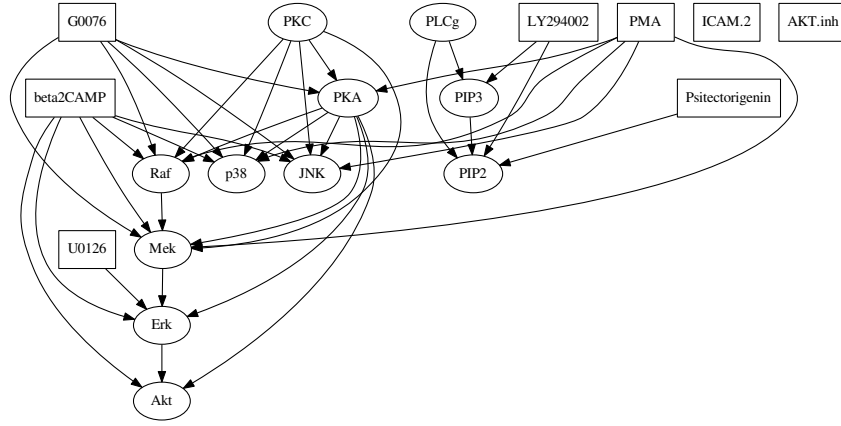 G0076
PKC
PLCg
LY294002
PMA
ICAM.2
AKT.inh
beta2CAMP
PKA
PIP3
Psitectorigenin
Raf
p38
JNK
PIP2
U0126
Mek
Erk
Akt